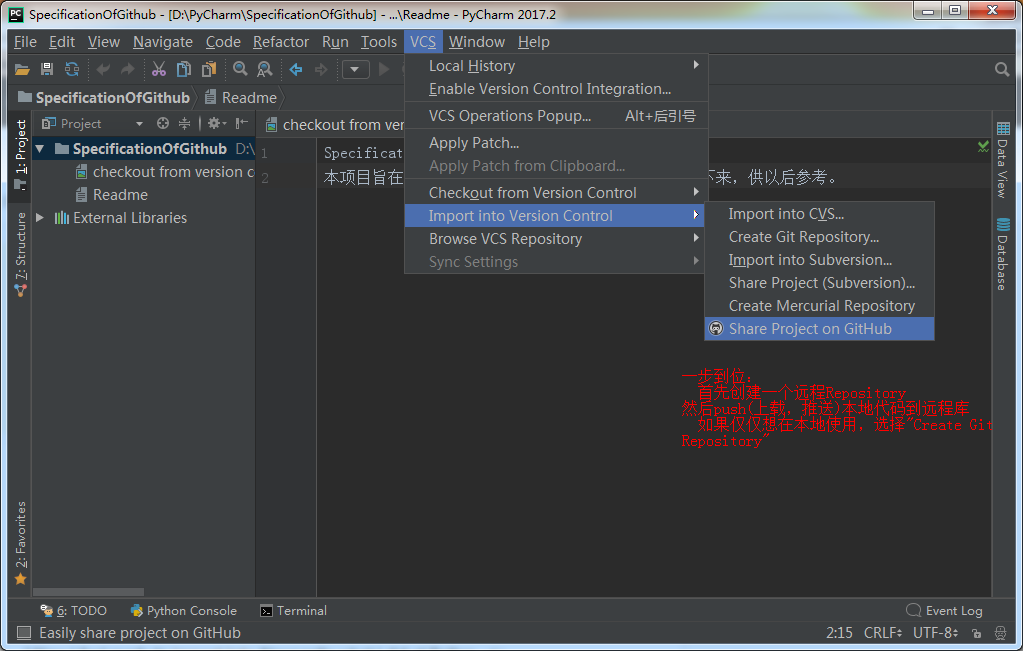 SpecificationOfGithub - [D:\PyCharm\SpecificationOfGithub] - ...\Readme - PyCharm 2017.2
File Edit View Navigate Code Refactor Run Tools VCS Window Help
SpecificationOfGithub Readme
Project
checkout from ver
1: Project
7: Structure
2: Favorites
SpecificationOfGithub D:\
checkout from version c
Readme
External Libraries
1 Specificat
2 本项目旨在
下来，供以后参考。
Local History
Enable Version Control Integration...
VCS Operations Popup... Alt+后引号
Apply Patch...
Apply Patch from Clipboard...
Checkout from Version Control
Import into Version Control
Browse VCS Repository
Sync Settings
Import into CVS...
Create Git Repository...
Import into Subversion...
Share Project (Subversion)...
Create Mercurial Repository
Share Project on GitHub
一步到位：
首先创建一个远程Repository
然后push(上载，推送)本地代码到远程库
如果仅仅想在本地使用，选择"Create Git
Repository"
Data View
Database
6: TODO Python Console Terminal Event Log
Easily share project on GitHub 2:15 CRLF UTF-8